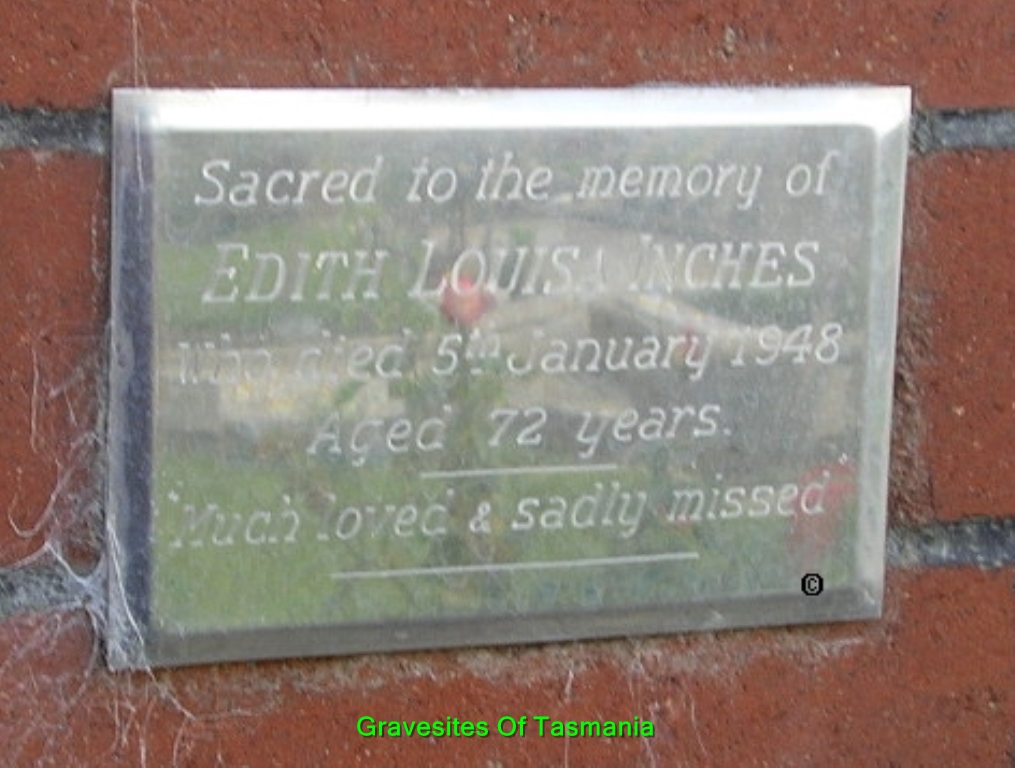 Sacred to the memory of
EDITH LOUISA INCHES
Who died 5th January 1948
Aged 72 years.
"Much loved & sadly missed"
©
Gravesites Of Tasmania